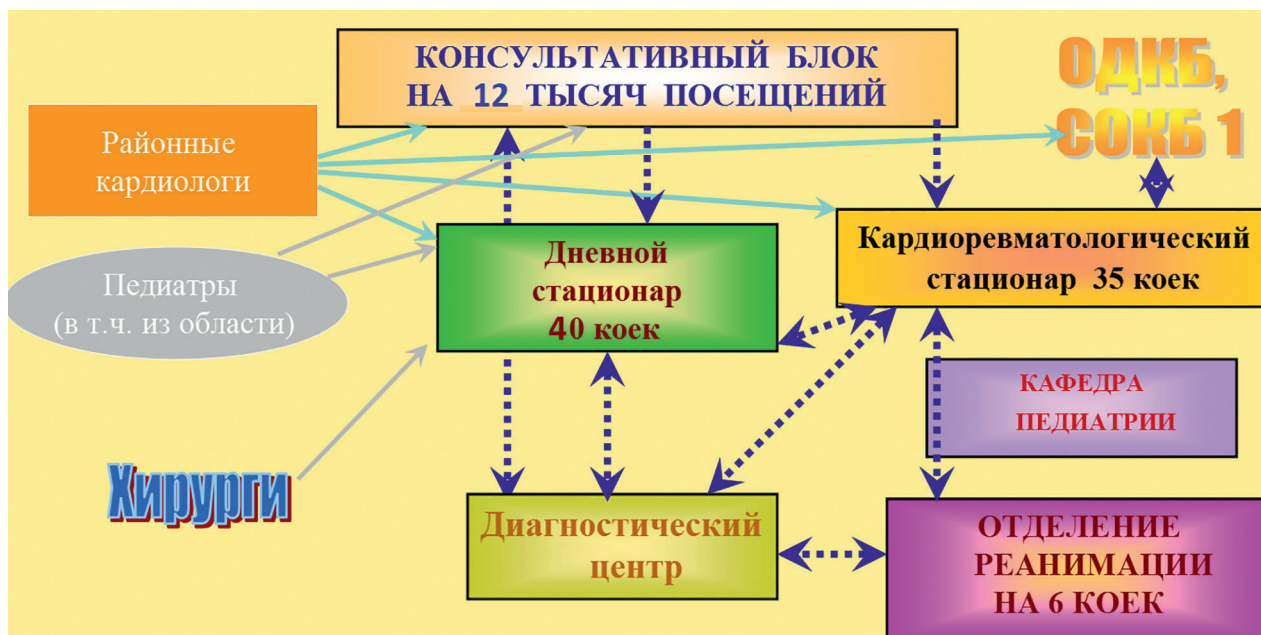 КОНСУЛЬТАТИВНЫЙ БЛОК
НА 12 ТЫСЯЧ ПОСЕЩЕНИЙ
ОДКБ,
СОКБ 1
Районные
кардиологи
Педиатры
(в т.ч. из области)
Дневной
стационар
40 коек
Кардиоревматологический
стационар 35 коек
КАФЕДРА
ПЕДИАТРИИ
Хирурги
Диагностический
центр
ОТДЕЛЕНИЕ
РЕАНИМАЦИИ
НА 6 КОЕК